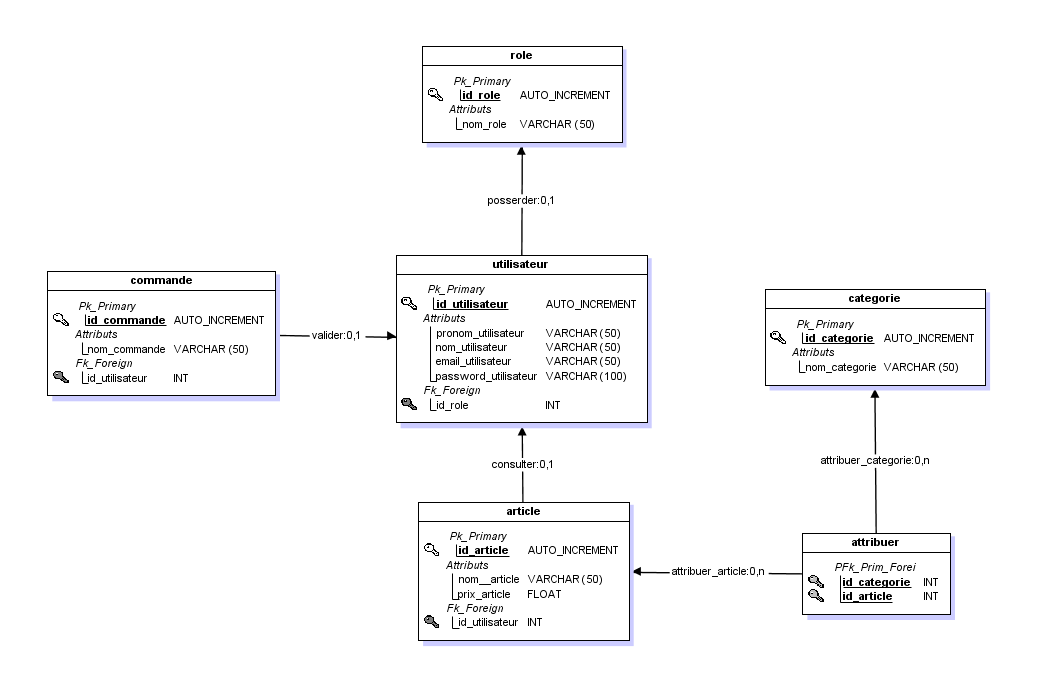 role
Pk_Primary
id_role AUTO_INCREMENT
Attributs
nom_role VARCHAR (50)
posserder:0,1
utilisateur
Pk_Primary
id_utilisateur AUTO_INCREMENT
Attributs
pronom_utilisateur VARCHAR (50)
nom_utilisateur VARCHAR (50)
email_utilisateur VARCHAR (50)
password_utilisateur VARCHAR (100)
Fk_Foreign
id_role INT
commande
Pk_Primary
id_commande AUTO_INCREMENT
Attributs
nom_commande VARCHAR (50)
Fk_Foreign
id_utilisateur INT
valider:0,1
categorie
Pk_Primary
id_categorie AUTO_INCREMENT
Attributs
nom_categorie VARCHAR (50)
consulter:0,1
attribuer_categorie:0,n
article
Pk_Primary
id_article AUTO_INCREMENT
Attributs
nom__article VARCHAR (50)
prix_article FLOAT
Fk_Foreign
id_utilisateur INT
attribuer_article:0,n
attribuer
PFk_Prim_Forei
id_categorie INT
id_article INT